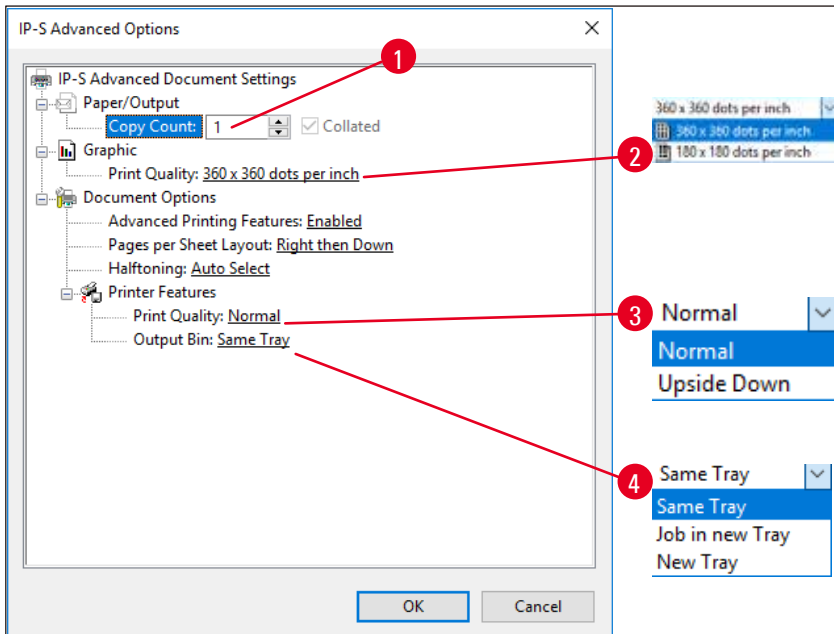 IP-S Advanced Options
IP-S Advanced Document Settings
Paper/Output
Copy Count: 1 Collated
Graphic
Print Quality: 360 x 360 dots per inch
Document Options
Advanced Printing Features: Enabled
Pages per Sheet Layout: Right then Down
Halftoning: Auto Select
Printer Features
Print Quality: Normal
Output Bin: Same Tray
OK Cancel
1
2
360 x 360 dots per inch
360 x 360 dots per inch
180 x 180 dots per inch
3
Normal
Normal
Upside Down
4
Same Tray
Same Tray
Job in new Tray
New Tray